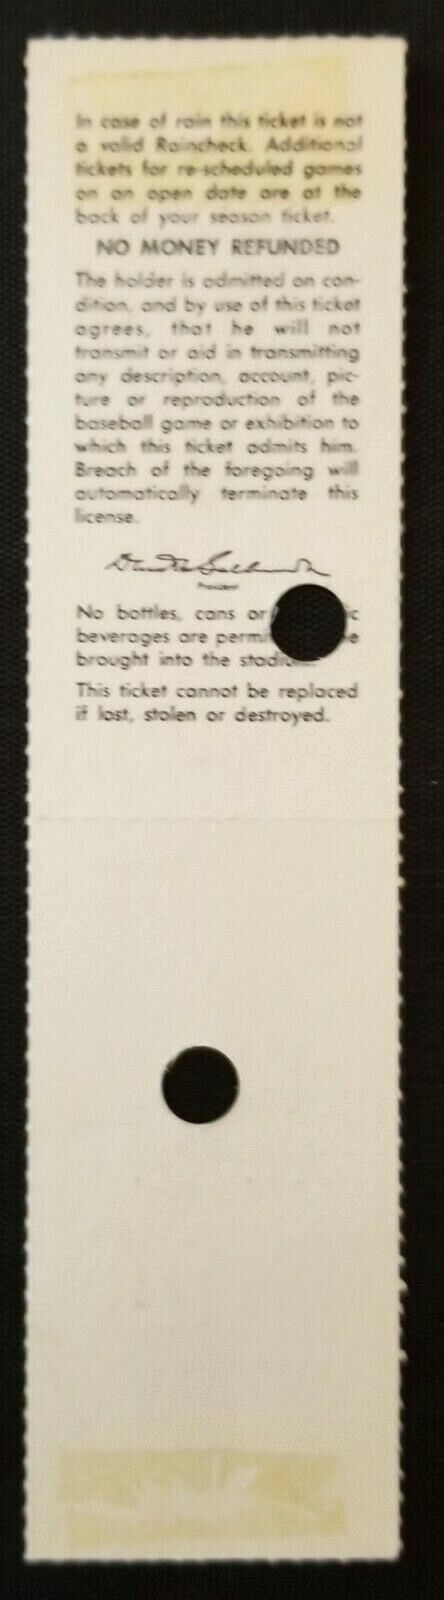 In case of rain this ticket is not
a valid Raincheck. Additional
tickets for re-scheduled games
on an open date are at the
back of your season ticket.
NO MONEY REFUNDED
The holder is admitted on con-
dition, and by use of this ticket
agrees, that he will not
transmit or aid in transmitting
any description, account, pic-
ture or reproduction of the
baseball game or exhibition to
which this ticket admits him.
Breach of the foregoing will
automatically terminate this
license.
President
No bottles, cans or
beverages are
brought into the
This ticket cannot be replaced
if lost, stolen or destroyed.